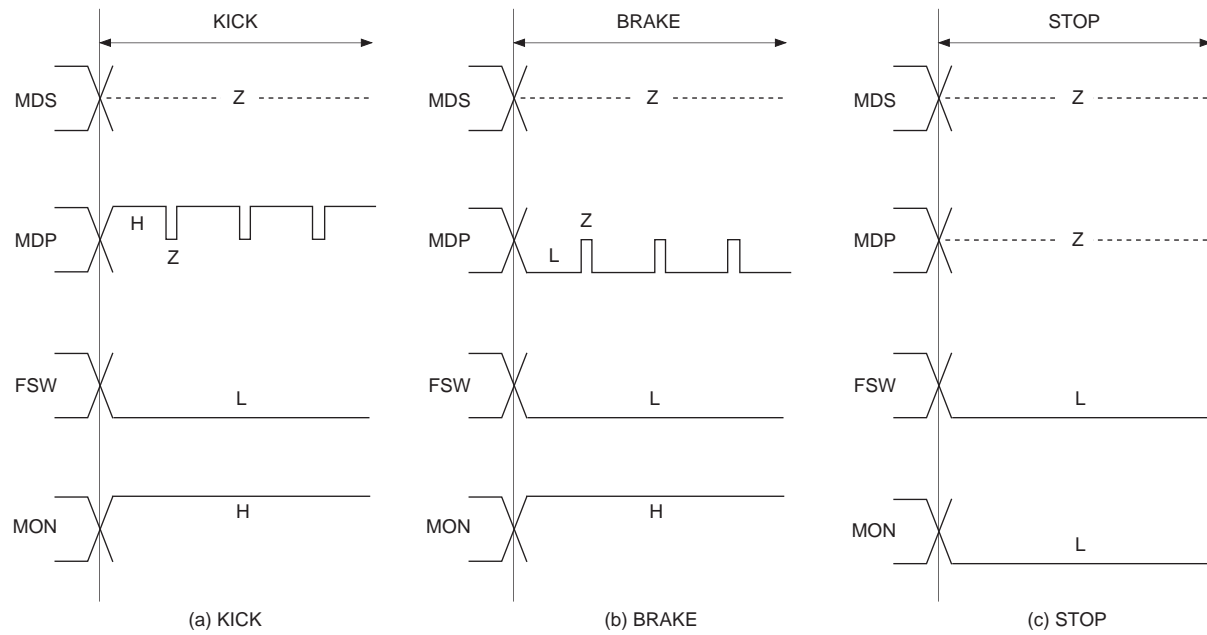 KICK
MDS
Z
MDP
H
Z
FSW
L
MON
H
(a) KICK
BRAKE
MDS
Z
MDP
Z
L
FSW
L
MON
H
(b) BRAKE
STOP
MDS
Z
MDP
Z
FSW
L
MON
L
(c) STOP